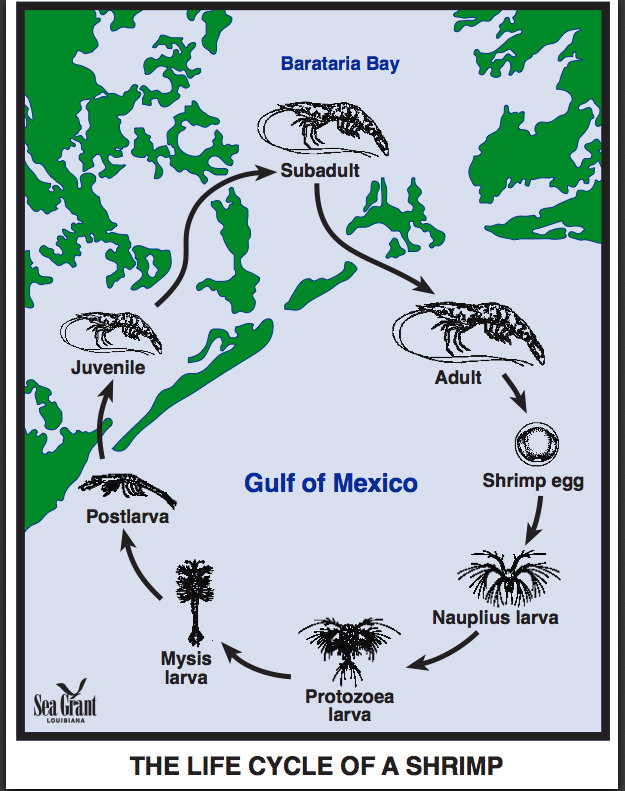 Barataria Bay
Subadult
Juvenile
Adult
Gulf of Mexico
Shrimp egg
Postlarva
Nauplius larva
Mysis
larva
Protozoea
larva
Sea Grant
LOUISIANA
THE LIFE CYCLE OF A SHRIMP